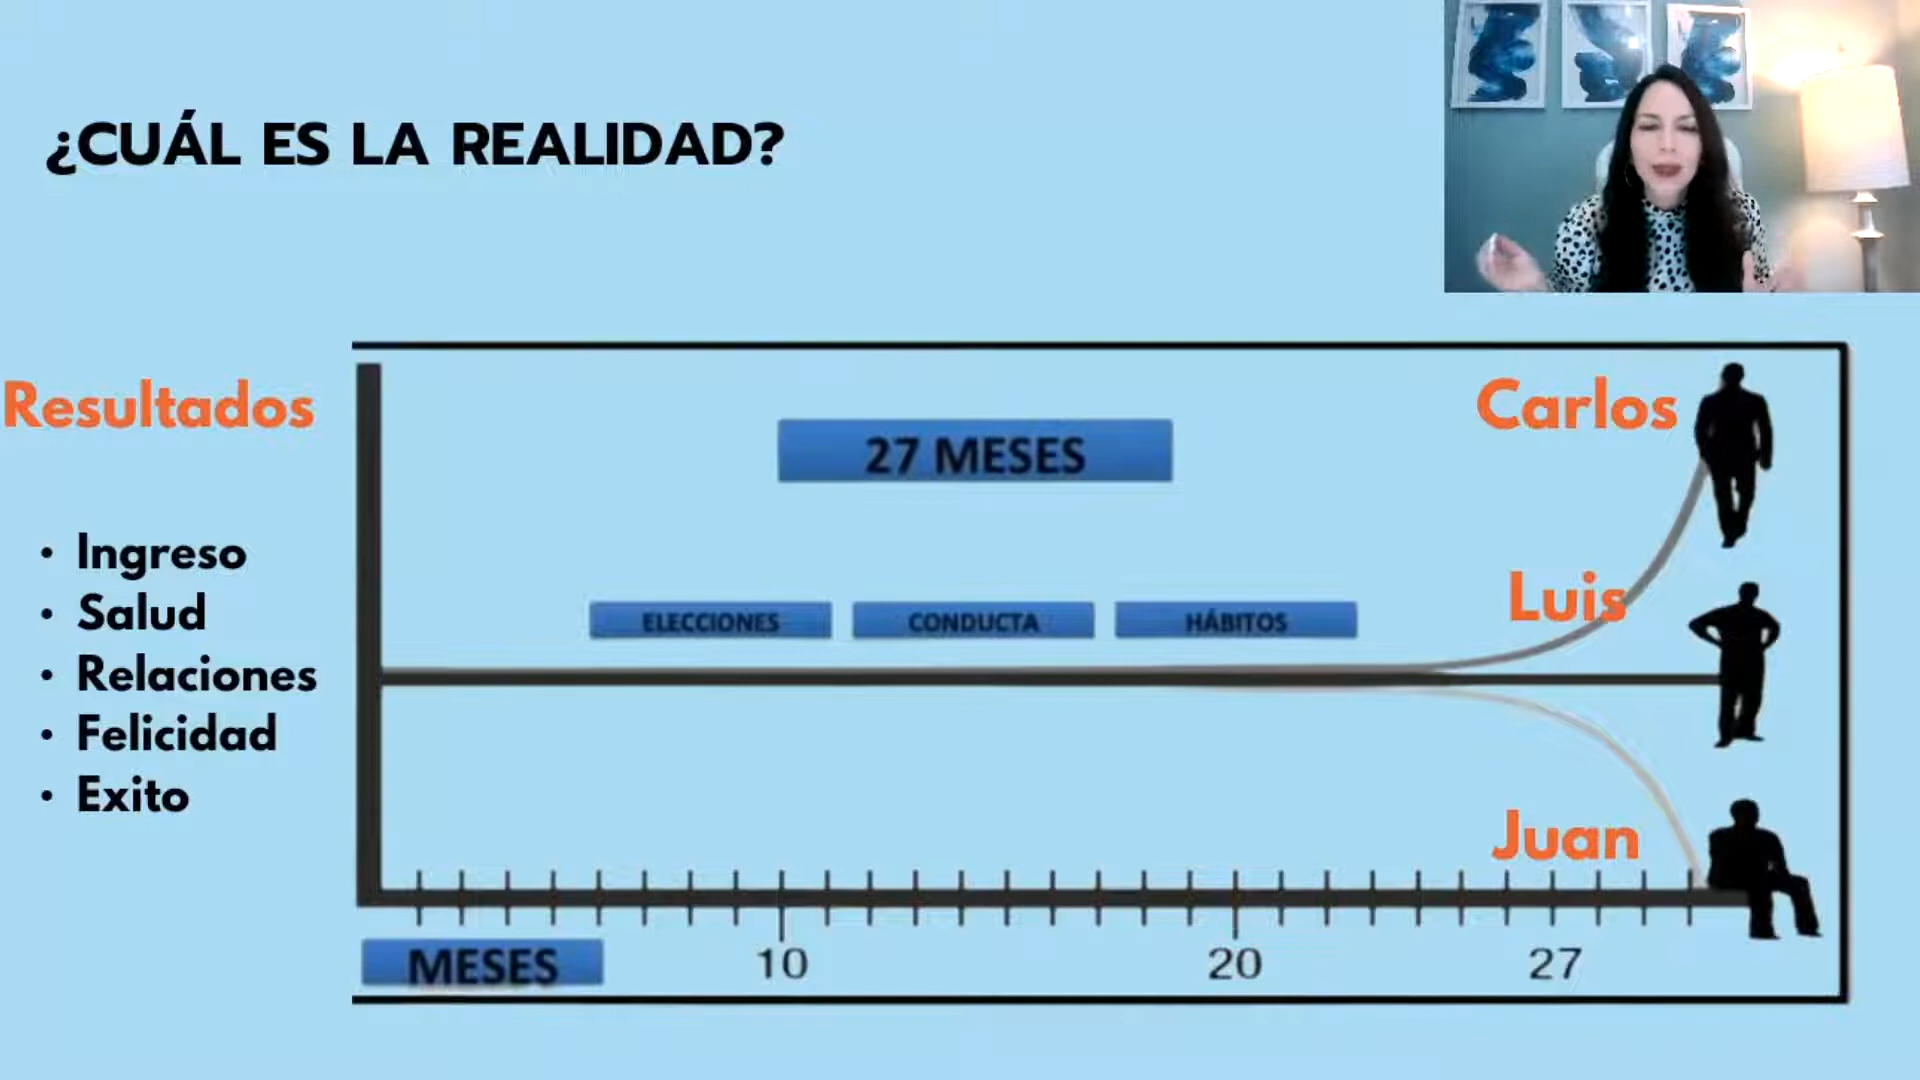 ¿CUÁL ES LA REALIDAD?
Resultados
• Ingreso
• Salud
• Relaciones
• Felicidad
• Exito
27 MESES
Carlos
ELECCIONES
CONDUCTA
HÁBITOS
Luis
Juan
MESES
10
20
27